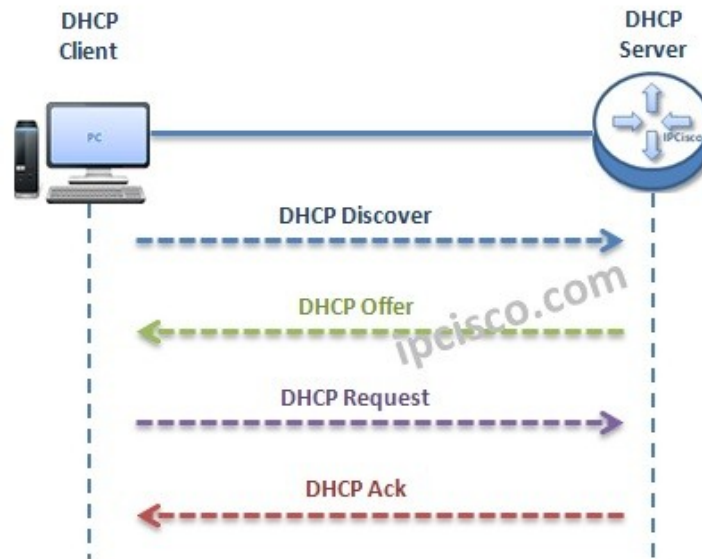 DHCP
Client
DHCP
Server
PC
IPCisco
DHCP Discover
ipcisco.com
DHCP Offer
DHCP Request
DHCP Ack